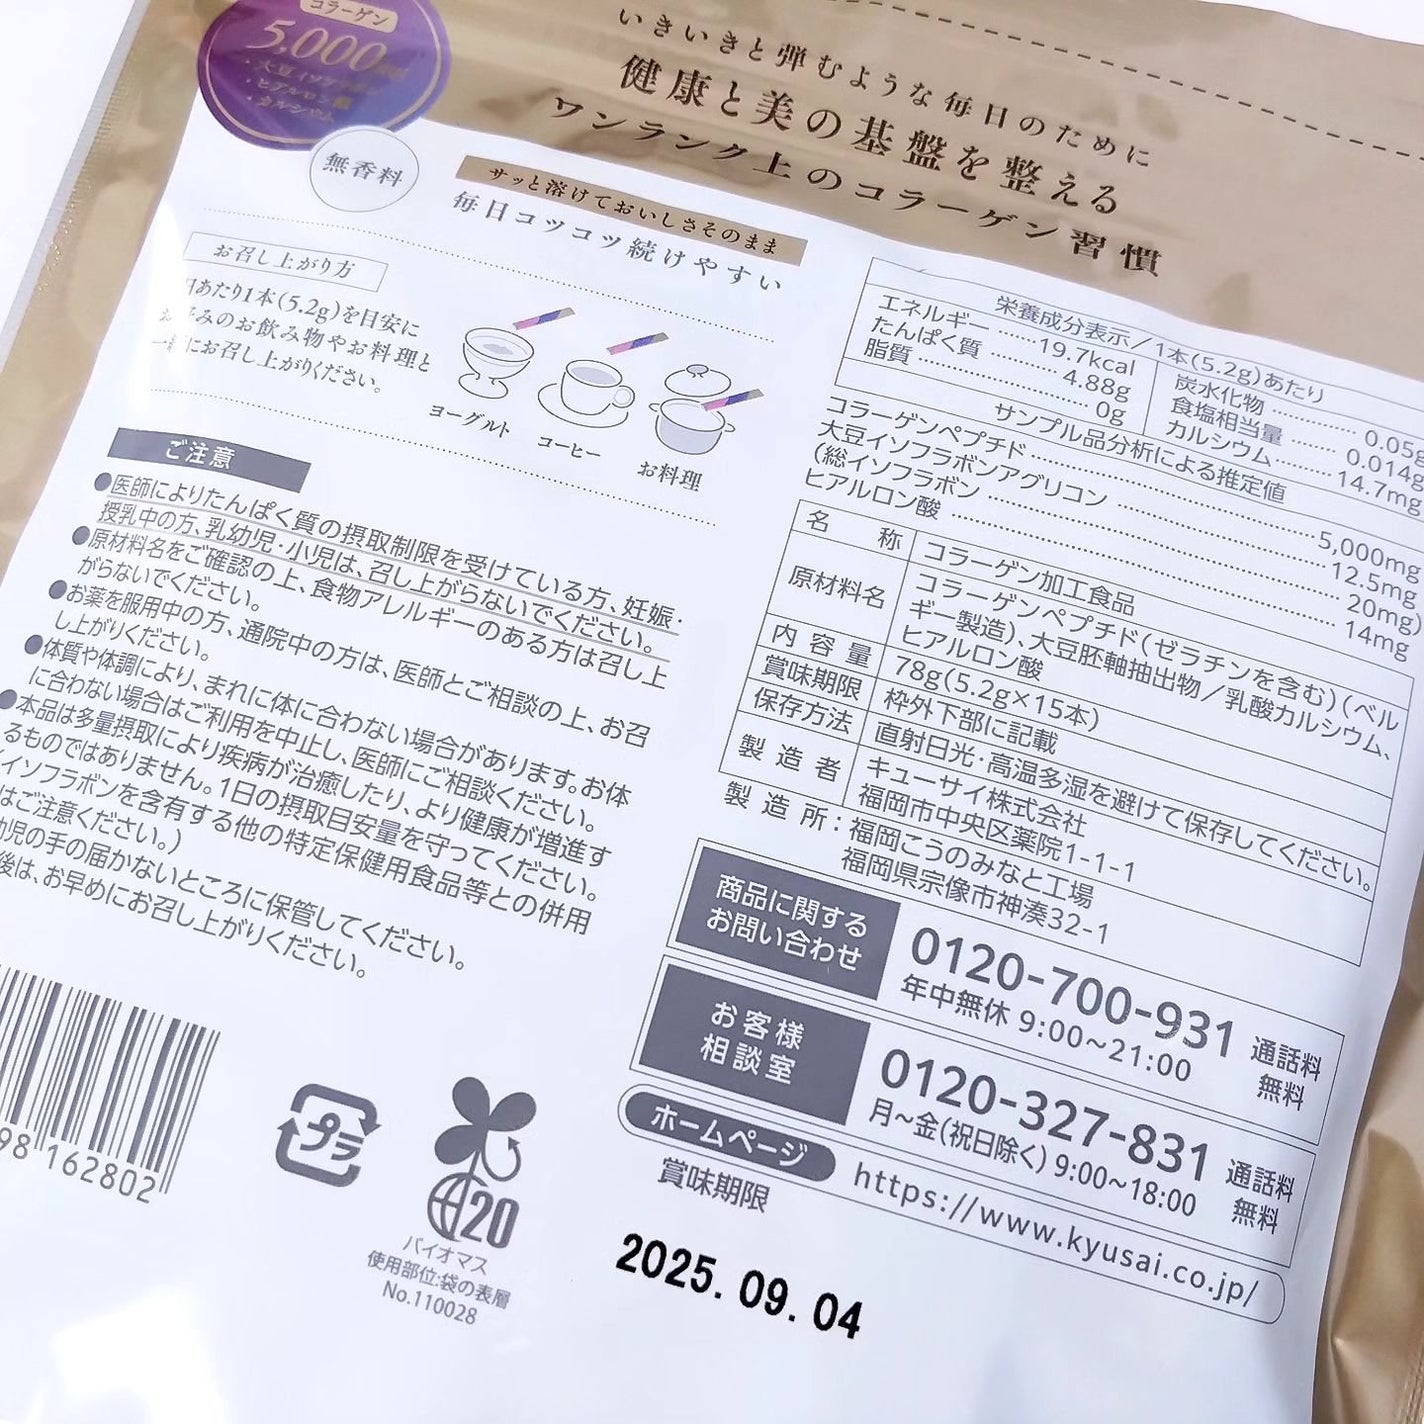 コラーゲン
5,000mg
・大豆イソフラボン
・ヒアルロン酸
・カルシウム
無香料
いきいきと弾むような毎日のために
健康と美の基盤を整える
ワンランク上のコラーゲン習慣
サッと溶けておいしさそのまま
毎日コツコツ続けやすい
お召し上がり方
あたり1本(5.2g)を目安に
みのお飲み物やお料理と
にお召し上がりください。
ヨーグルト
コーヒー
お料理
ご注意
●医師によりたんぱく質の摂取制限を受けている方、妊娠・
授乳中の方、乳幼児・小児は、召し上がらないでください。
●原材料名をご確認の上、食物アレルギーのある方は召し上
がらないでください。
●お薬を服用中の方、通院中の方は、医師とご相談の上、お召
し上がりください。
●体質や体調により、まれに体に合わない場合があります。お体
に合わない場合はご利用を中止し、医師にご相談ください。
●本品は多量摂取により疾病が治癒したり、より健康が増進す
るものではありません。1日の摂取目安量を守ってください。
イソフラボンを含有する他の特定保健用食品等との併用
はご注意ください。)
幼児の手の届かないところに保管してください。
後は、お早めにお召し上がりください。
98 162802
プラ
20
バイオマス
使用部位:袋の表層
No.110028
栄養成分表示/1本(5.2g)あたり
エネルギー ……19.7kcal
たんぱく質 ……4.88g
脂質 ……0g
炭水化物 ……0.05g
食塩相当量 ……0.014g
カルシウム ……14.7mg
サンプル品分析による推定値
コラーゲンペプチド……5,000mg
大豆イソフラボンアグリコン ……12.5mg
(総イソフラボン ……20mg)
ヒアルロン酸 ……14mg
名称 コラーゲン加工食品
原材料名 コラーゲンペプチド(ゼラチンを含む)(ベル
ギー製造)、大豆胚軸抽出物/乳酸カルシウム、
ヒアルロン酸
内容量 78g(5.2g×15本)
賞味期限 枠外下部に記載
保存方法 直射日光・高温多湿を避けて保存してください。
製造者 キューサイ株式会社
福岡市中央区薬院1-1-1
製造所:福岡こうのみなと工場
福岡県宗像市神湊32-1
商品に関する
お問い合わせ
0120-700-931 通話料
無料
年中無休 9:00~21:00
お客様
相談室
0120-327-831 通話料
無料
月~金(祝日除く)9:00~18:00
ホームページ https://www.kyusai.co.jp/
賞味期限
2025.09.04